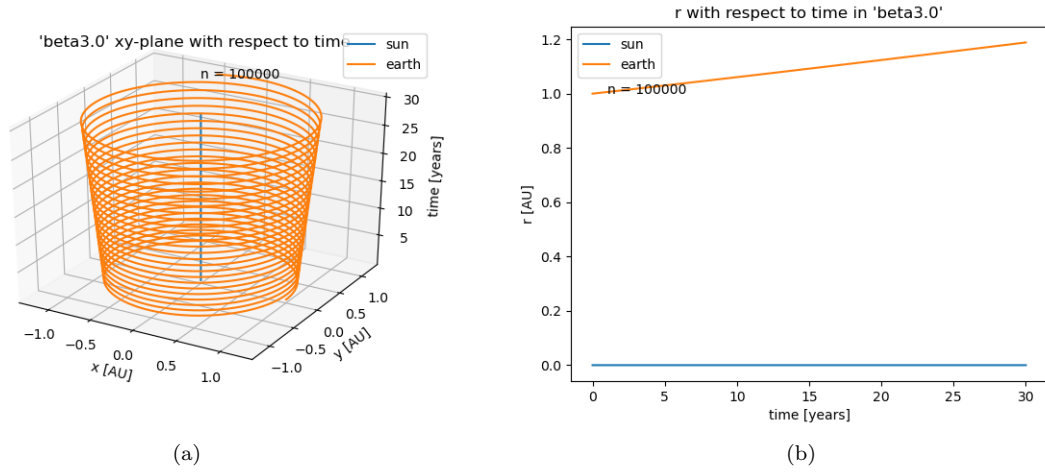 'beta3.0' xy-plane with respect to time
sun
earth
n = 100000
30
25
20
15
10
5
time [years]
−1.0
−0.5
0.0
0.5
1.0
x [AU]
−1.0
−0.5
0.0
0.5
1.0
y [AU]
(a)
r with respect to time in 'beta3.0'
sun
earth
n = 100000
1.2
1.0
0.8
0.6
0.4
0.2
0.0
r [AU]
0 5 10 15 20 25 30
time [years]
(b)